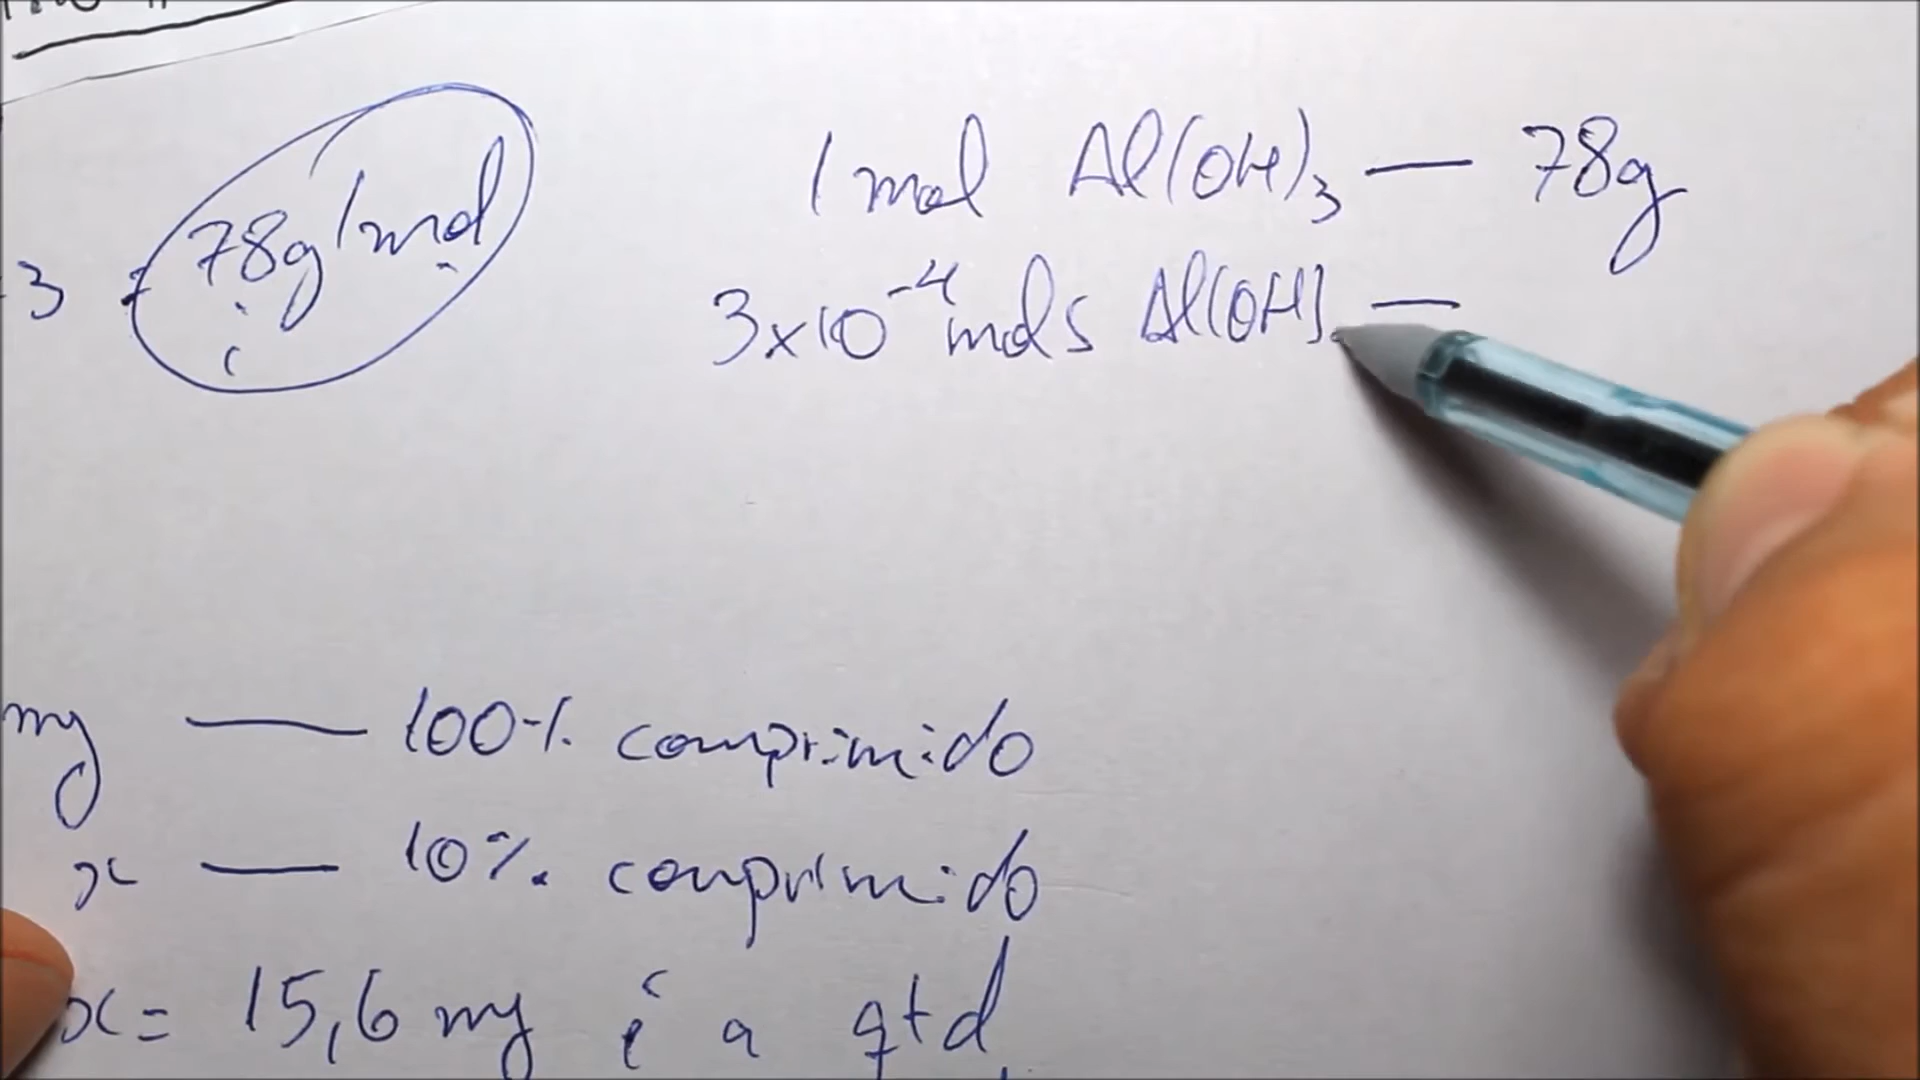 1 mol Al(OH)3 — 78g
3 = 78g/mol
3x10^-4 mols Al(OH) —
mg — 100% comprimido
x — 10% comprimido
x = 15,6 mg é a qtd